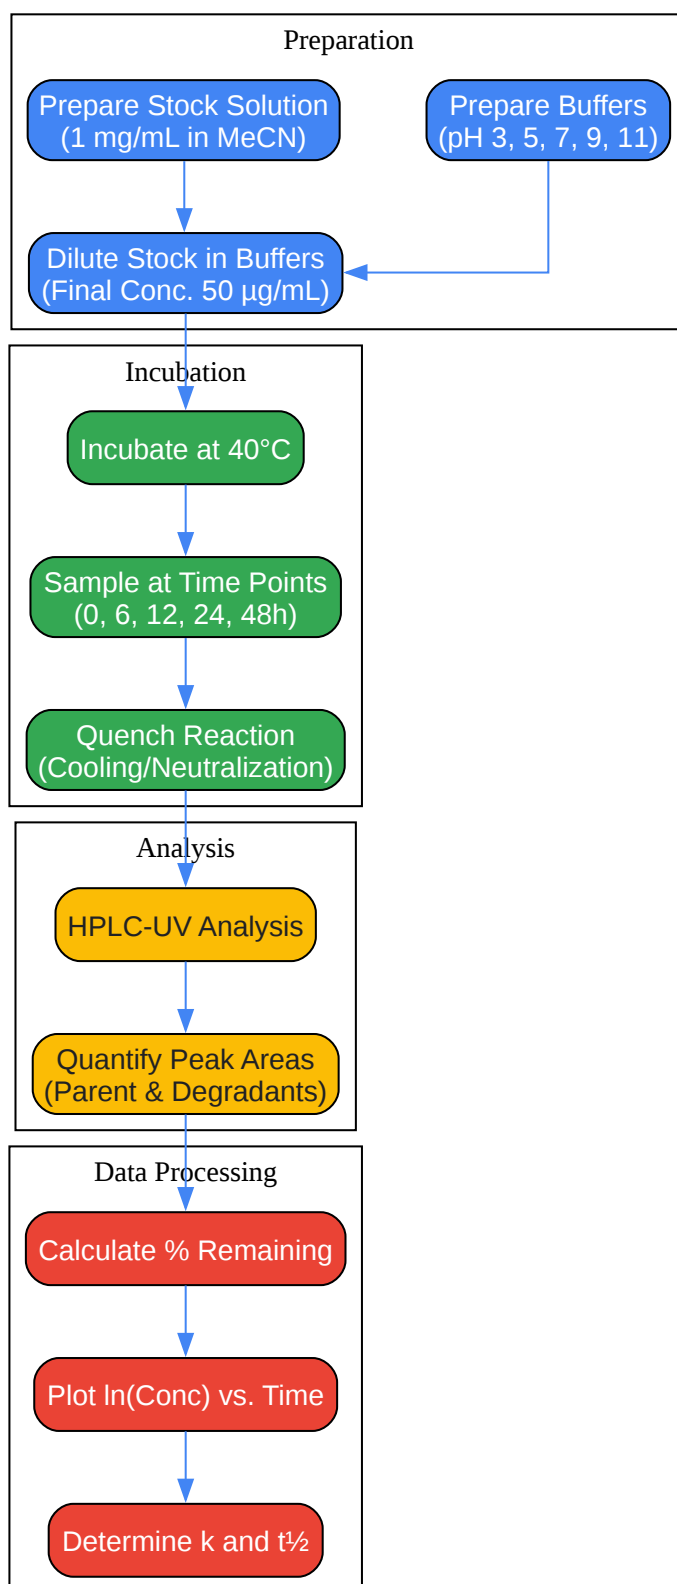 Preparation
Prepare Stock Solution
(1 mg/mL in MeCN)
Prepare Buffers
(pH 3, 5, 7, 9, 11)
Dilute Stock in Buffers
(Final Conc. 50 µg/mL)
Incubation
Incubate at 40°C
Sample at Time Points
(0, 6, 12, 24, 48h)
Quench Reaction
(Cooling/Neutralization)
Analysis
HPLC-UV Analysis
Quantify Peak Areas
(Parent & Degradants)
Data Processing
Calculate % Remaining
Plot ln(Conc) vs. Time
Determine k and t½